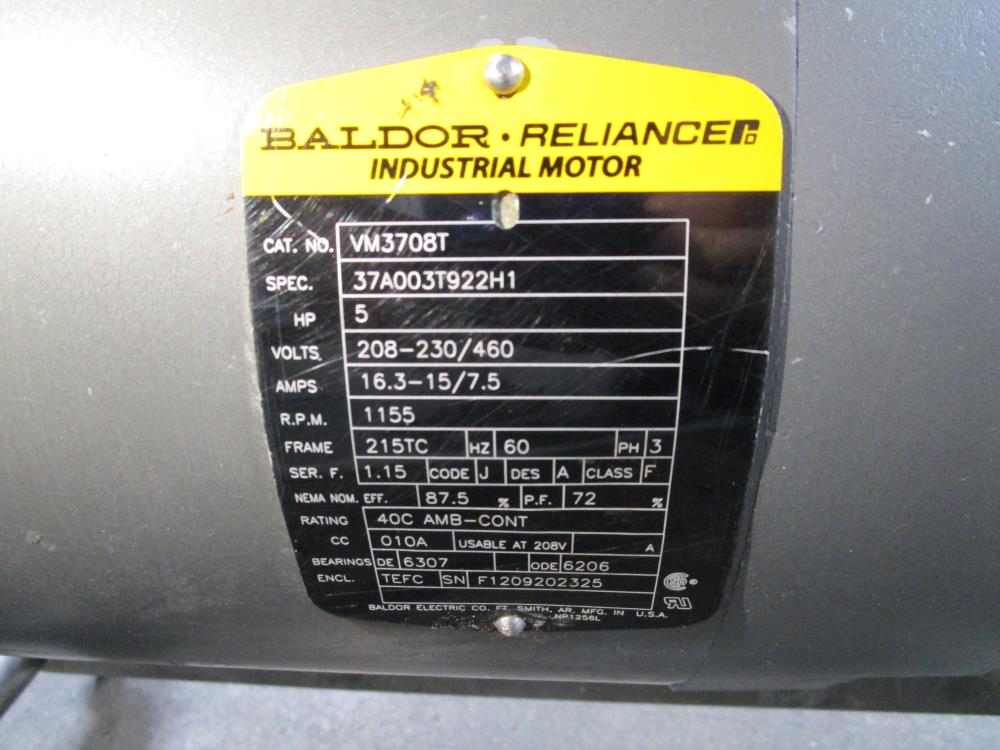 BALDOR · RELIANCE
INDUSTRIAL MOTOR
CAT. NO. VM3708T
SPEC. 37A003T922H1
HP 5
VOLTS 208-230/460
AMPS 16.3-15/7.5
R.P.M. 1155
FRAME 215TC HZ 60 PH 3
SER. F. 1.15 CODE J DES A CLASS F
NEMA NOM. EFF. 87.5 % P.F. 72 %
RATING 40C AMB-CONT
CC 010A USABLE AT 208V A
BEARINGS DE 6307 ODE 6206
ENCL. TEFC SN F1209202325
BALDOR ELECTRIC CO. FT. SMITH, AR. MFG. IN U.S.A.
NP1256L